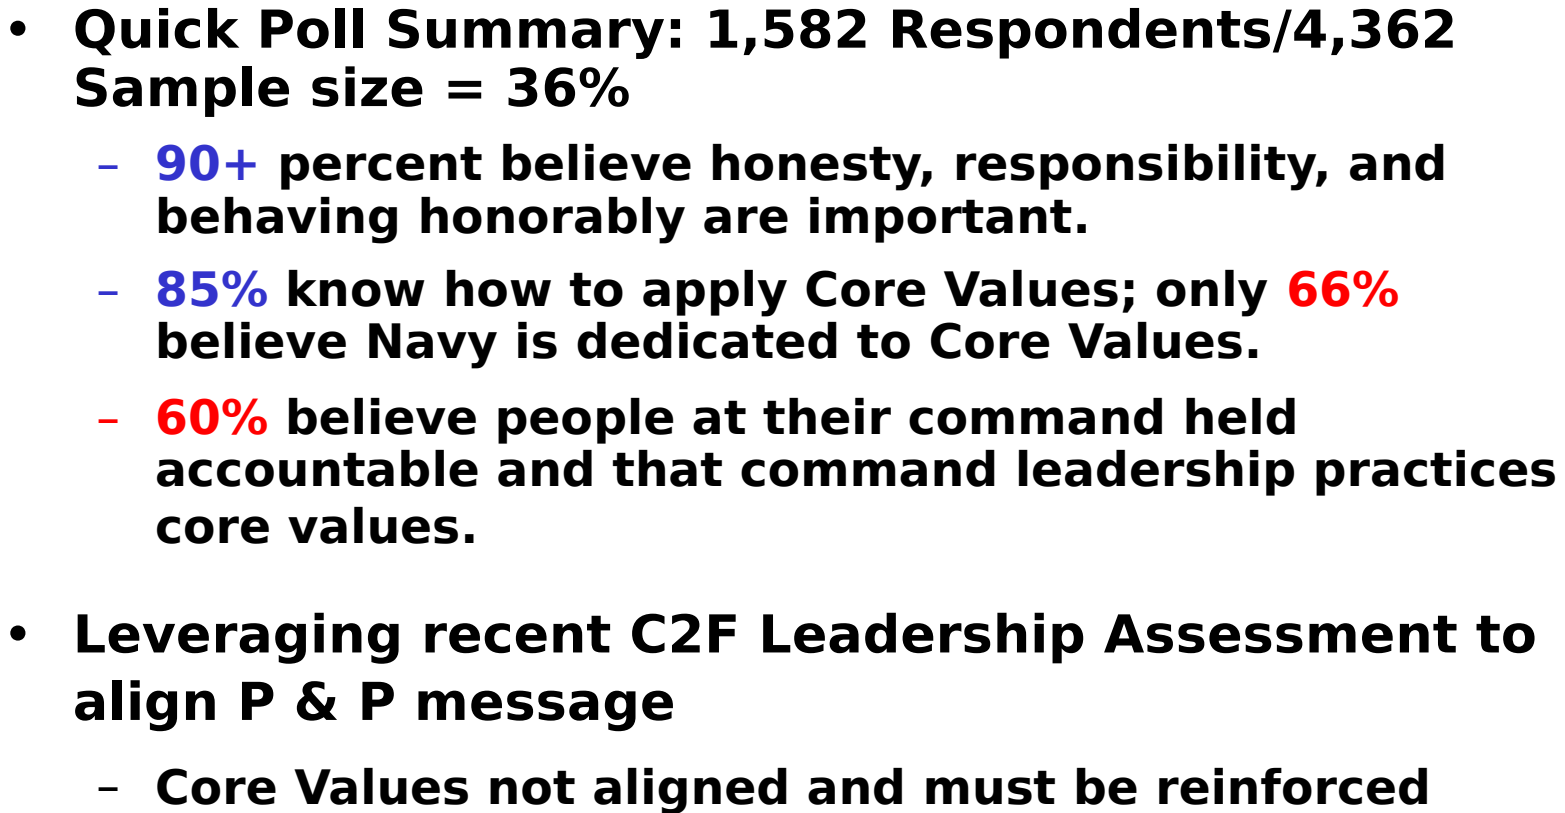 • Quick Poll Summary: 1,582 Respondents/4,362
Sample size = 36%
– 90+ percent believe honesty, responsibility, and
behaving honorably are important.
– 85% know how to apply Core Values; only 66%
believe Navy is dedicated to Core Values.
– 60% believe people at their command held
accountable and that command leadership practices
core values.
• Leveraging recent C2F Leadership Assessment to
align P & P message
– Core Values not aligned and must be reinforced